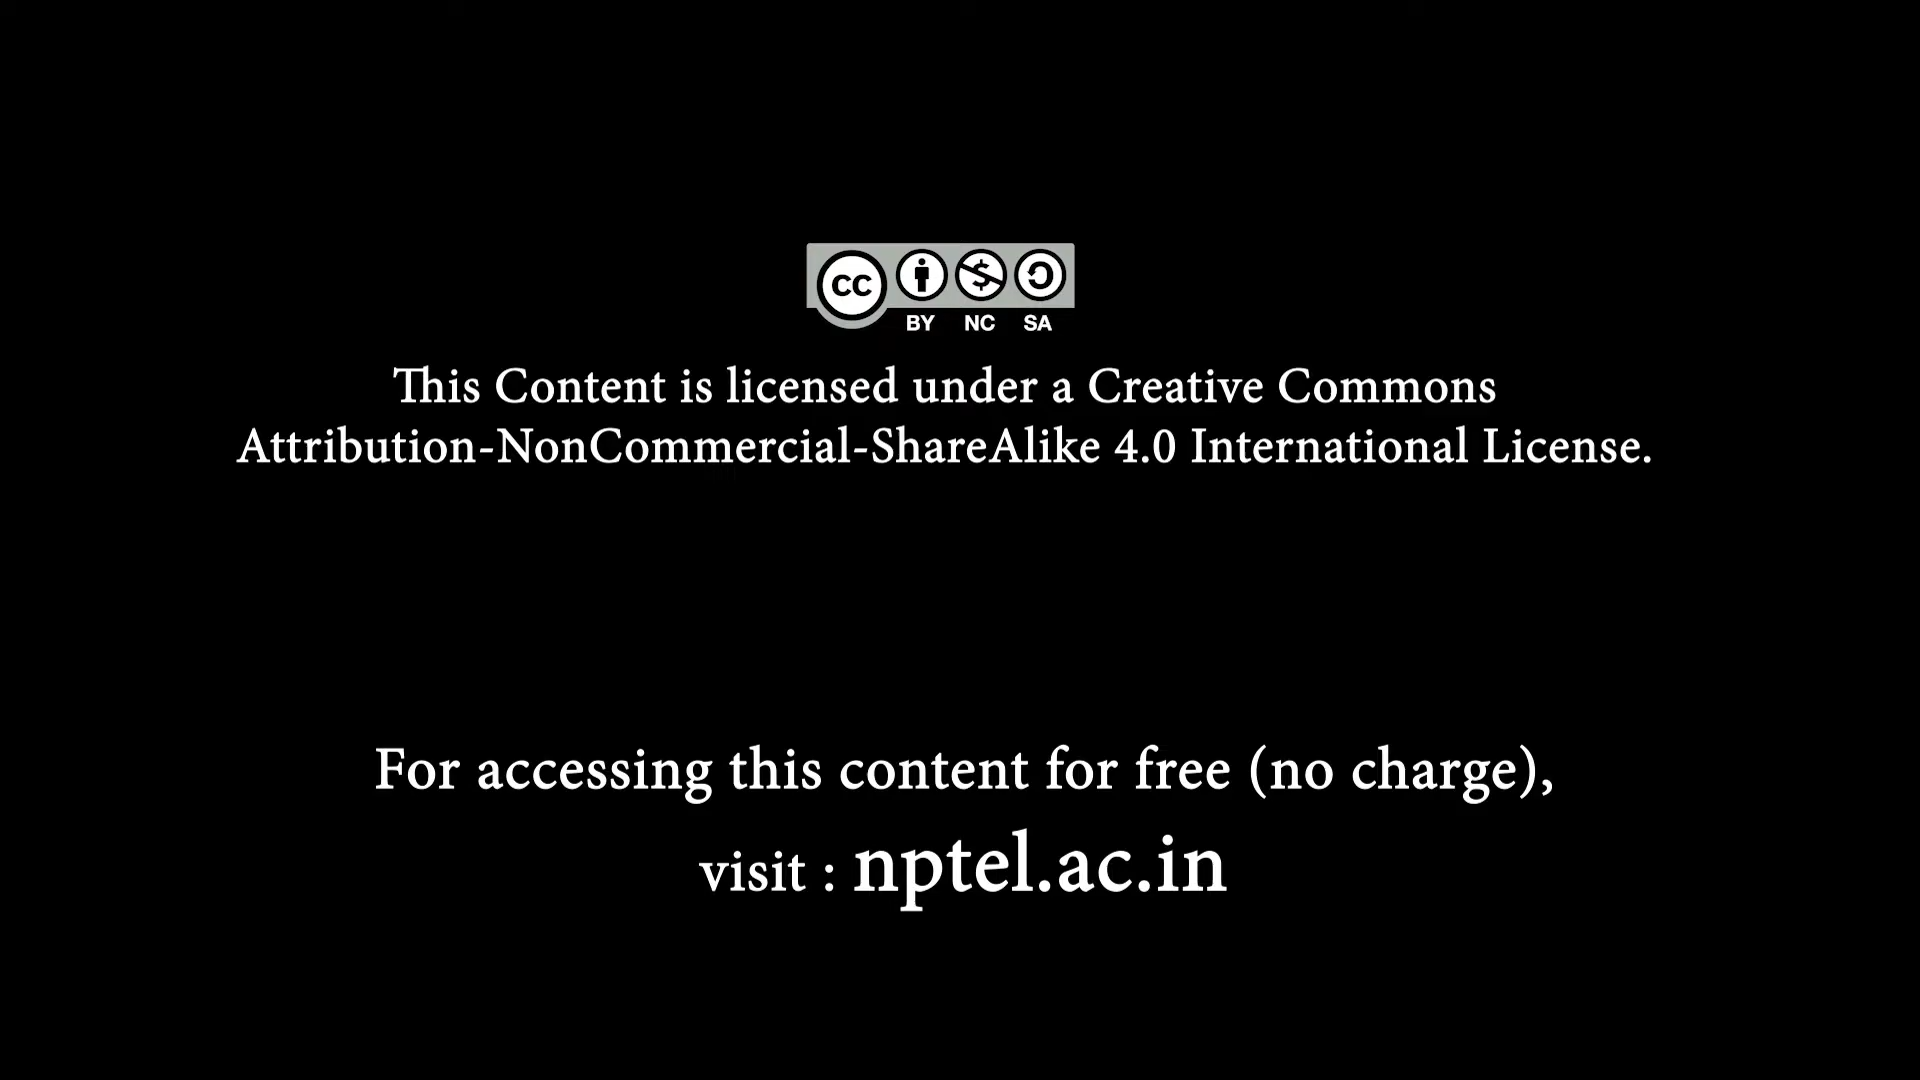 cc BY NC SA
This Content is licensed under a Creative Commons
Attribution-NonCommercial-ShareAlike 4.0 International License.
For accessing this content for free (no charge),
visit : nptel.ac.in